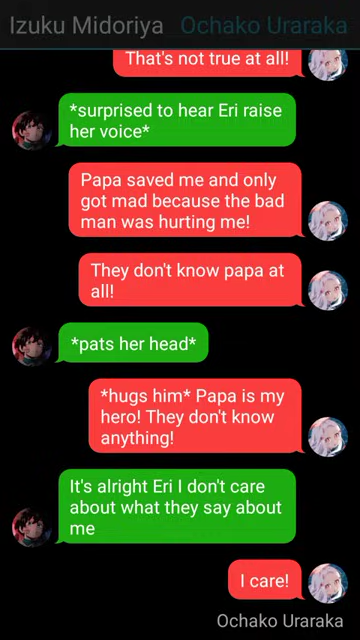 Izuku Midoriya Ochako Uraraka
That's not true at all!
*surprised to hear Eri raise
her voice*
Papa saved me and only
got mad because the bad
man was hurting me!
They don't know papa at
all!
*pats her head*
*hugs him* Papa is my
hero! They don't know
anything!
It's alright Eri I don't care
about what they say about
me
I care!
Ochako Uraraka